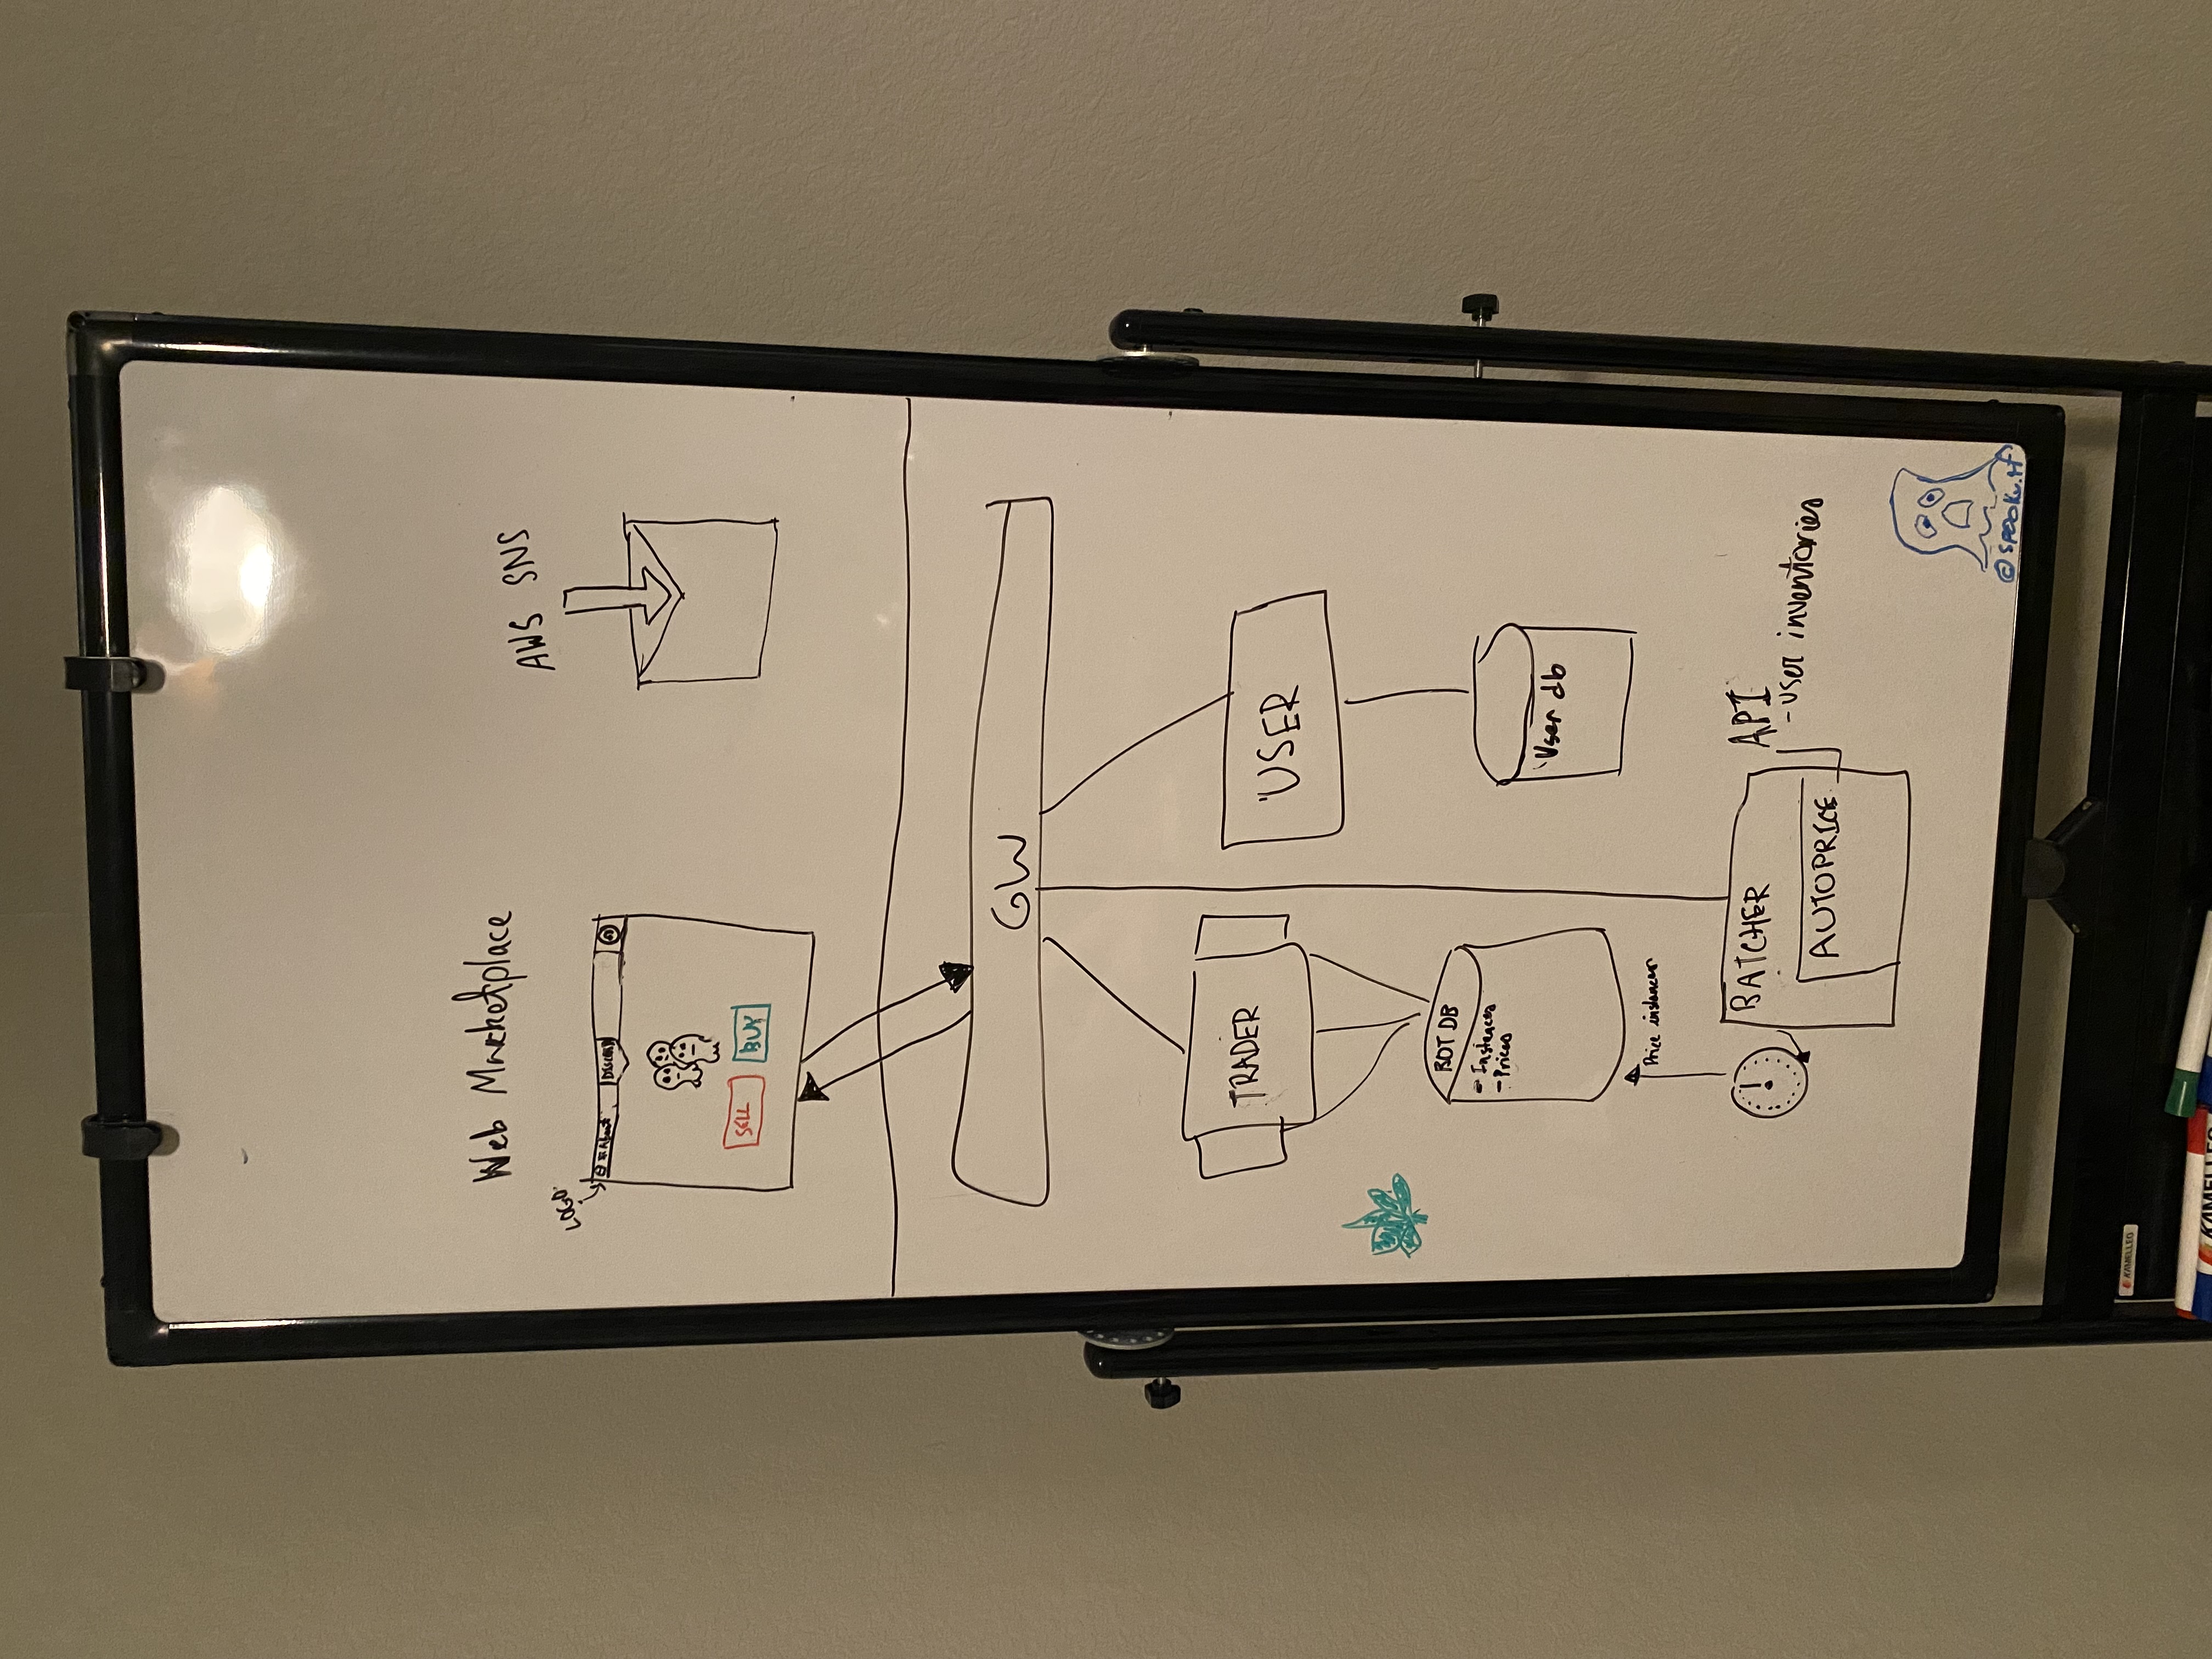 Web Marketplace
AWS SNS
LOGO
About
DISCORD
SELL
BUY
GW
TRADER
USER
BOT DB
- Instances
- Prices
User db
Price instances
BATCHER
AUTOPRICE
API
- user inventories
© SPOOKY.TF
KAMELLEO
KAMELLEO